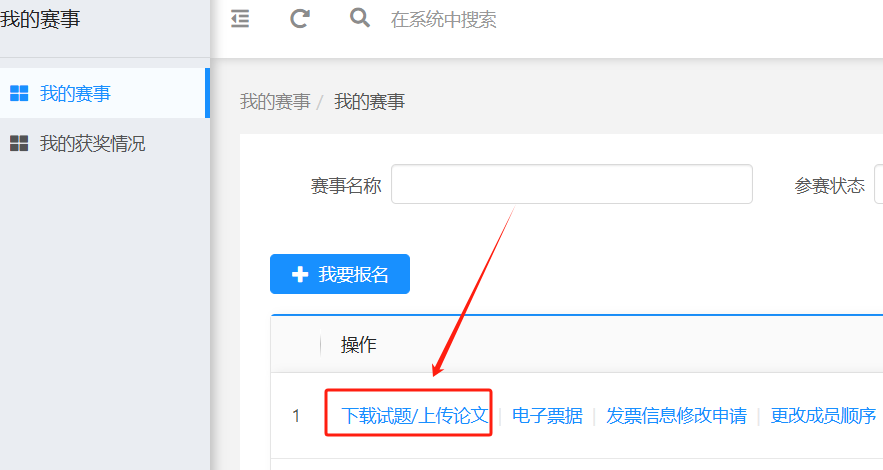 我的赛事
在系统中搜索
我的赛事
我的获奖情况
我的赛事 / 我的赛事
赛事名称 参赛状态
我要报名
操作
1 下载试题/上传论文 | 电子票据 | 发票信息修改申请 | 更改成员顺序